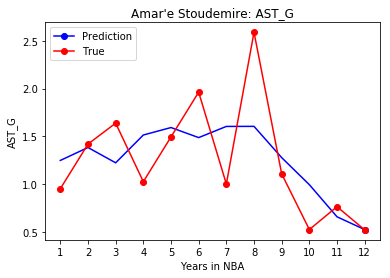 Amar'e Stoudemire: AST_G
Prediction
True
AST_G
2.5
2.0
1.5
1.0
0.5
1 2 3 4 5 6 7 8 9 10 11 12
Years in NBA